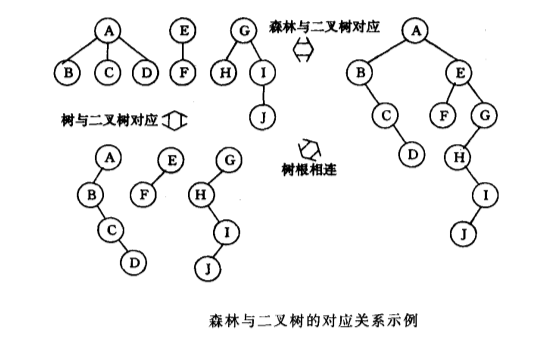 A E G 森林与二叉树对应 A
B C D F H I B E
J C F G
树与二叉树对应
D H
A E G 树根相连
B F H I
C I J
D J
森林与二叉树的对应关系示例